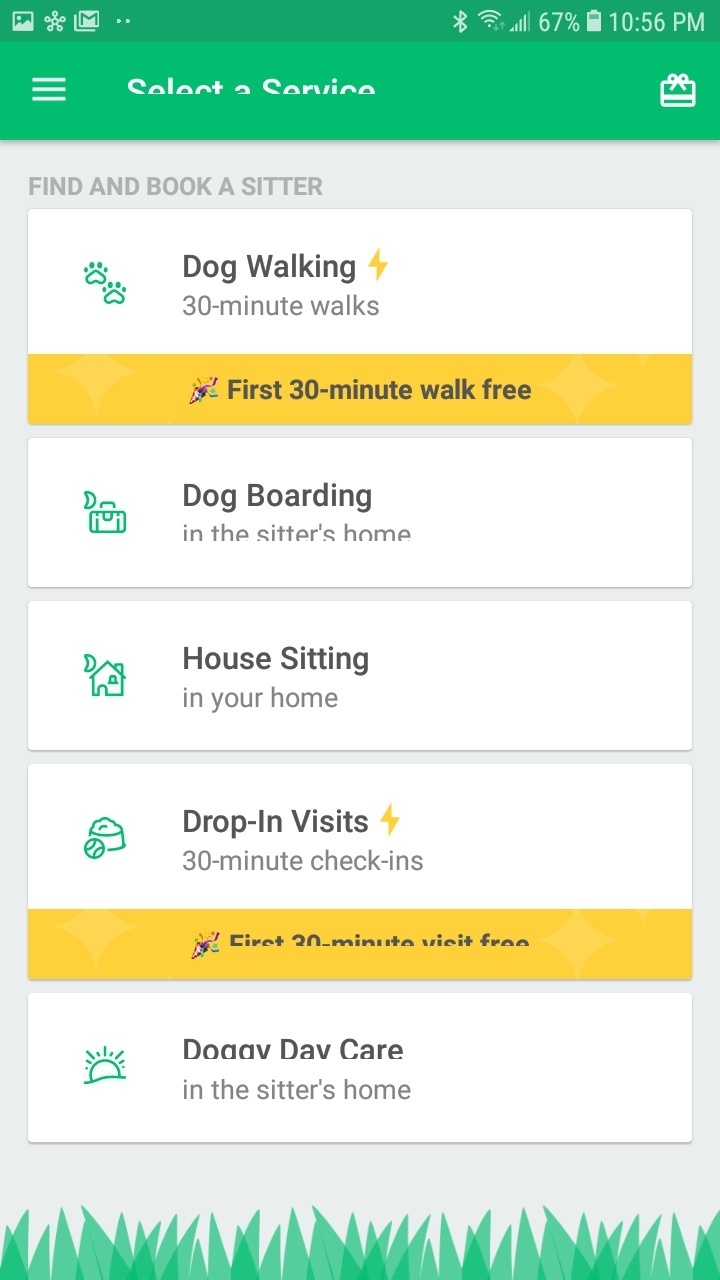 67% 10:56 PM
Select a Service
FIND AND BOOK A SITTER
Dog Walking
30-minute walks
First 30-minute walk free
Dog Boarding
in the sitter's home
House Sitting
in your home
Drop-In Visits
30-minute check-ins
First 30-minute visit free
Doggy Day Care
in the sitter's home